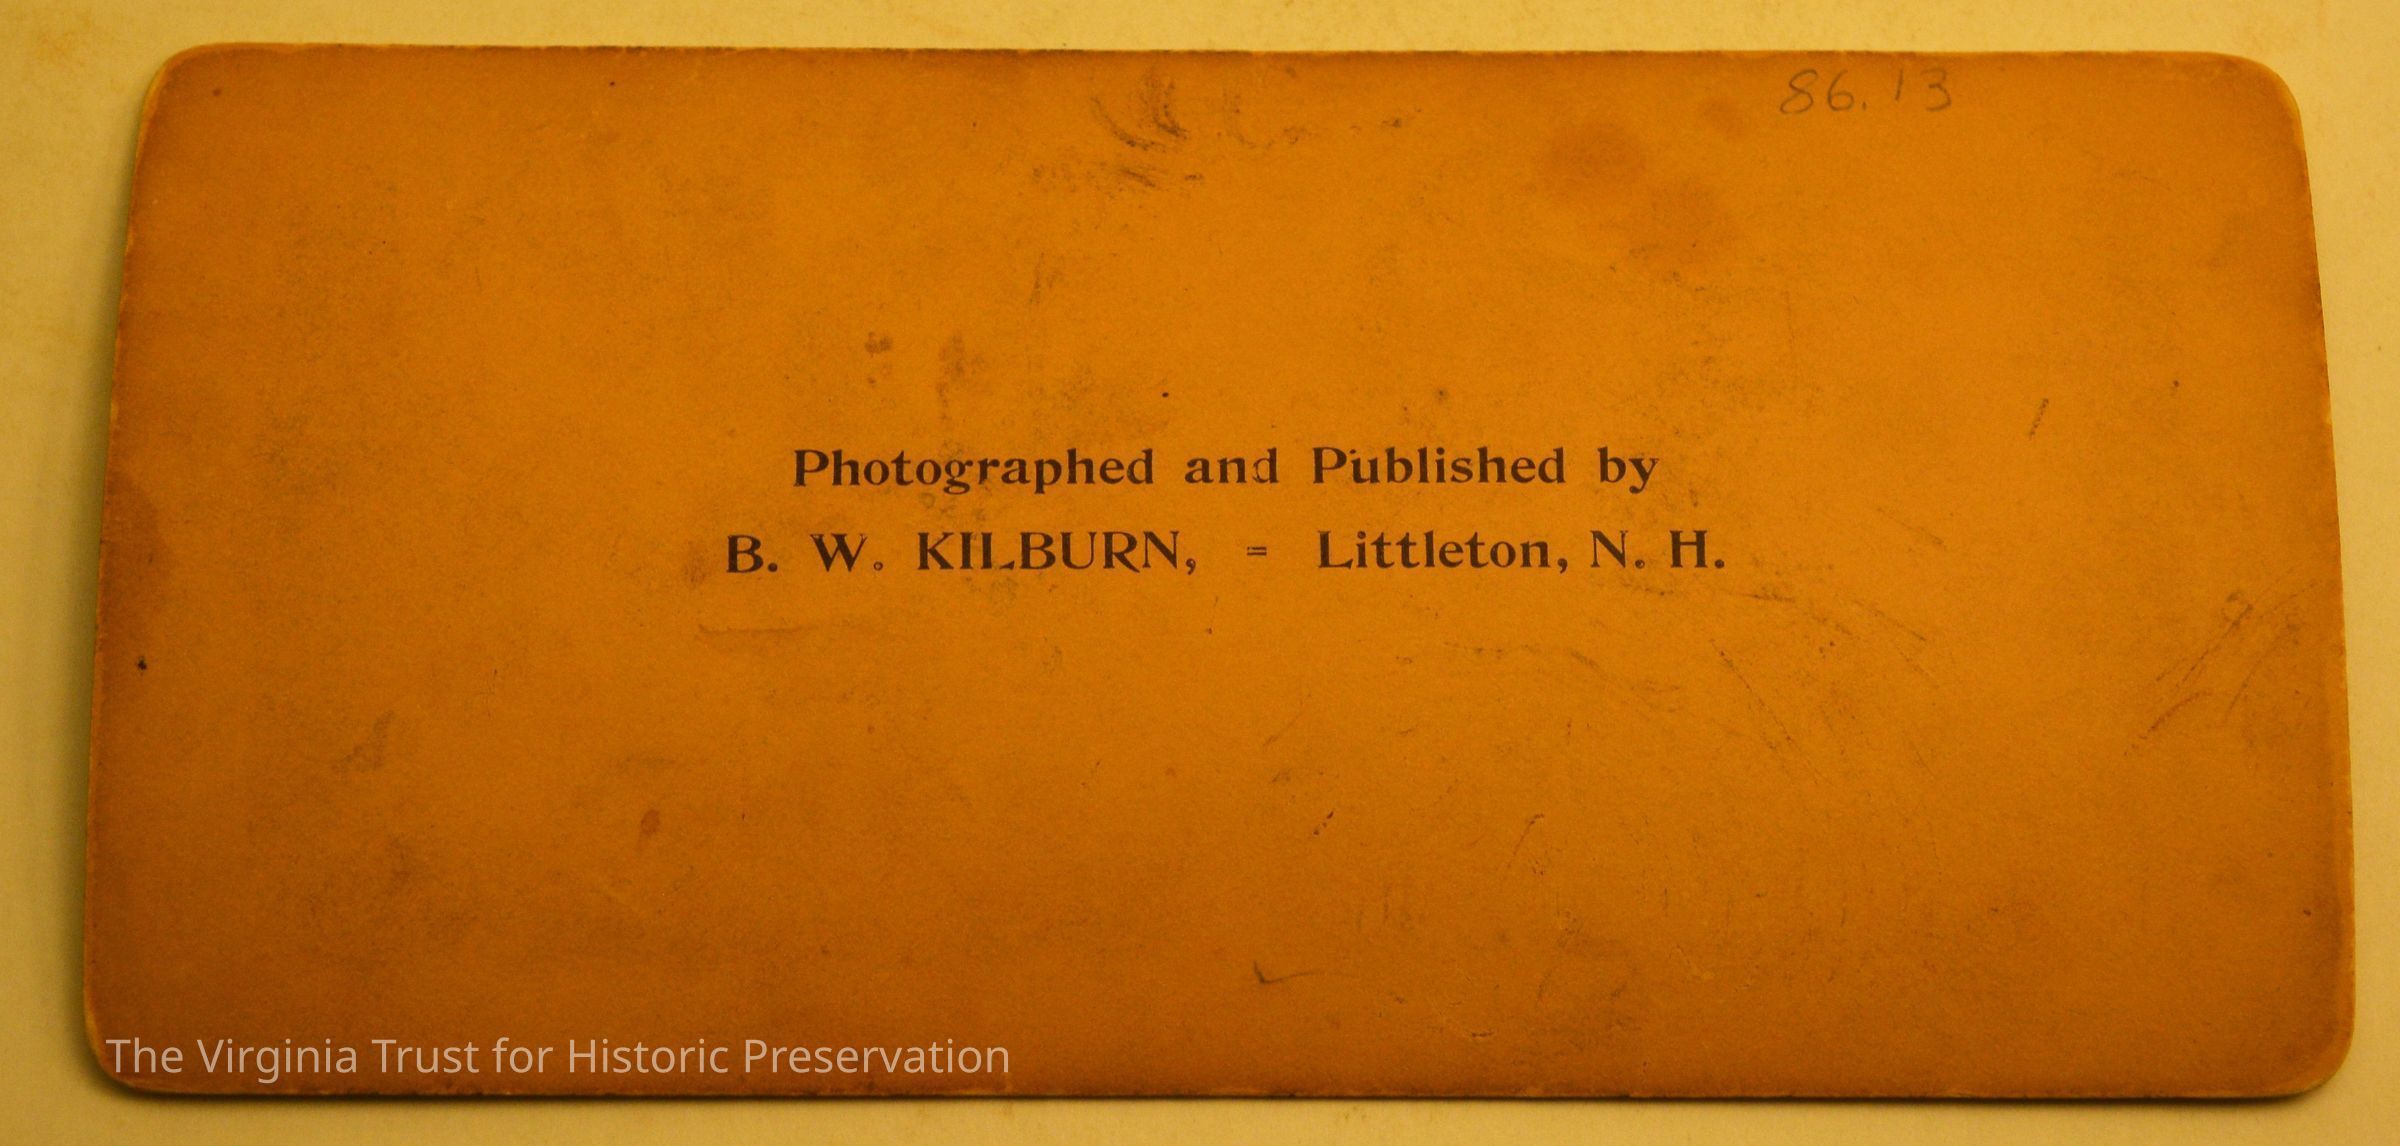 86.13
Photographed and Published by
B. W. KILBURN, = Littleton, N. H.
The Virginia Trust for Historic Preservation